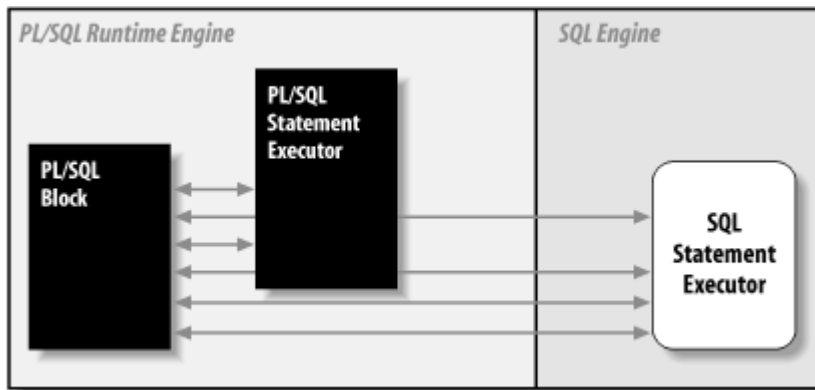 PL/SQL Runtime Engine
SQL Engine
PL/SQL
Statement
Executor
PL/SQL
Block
SQL
Statement
Executor